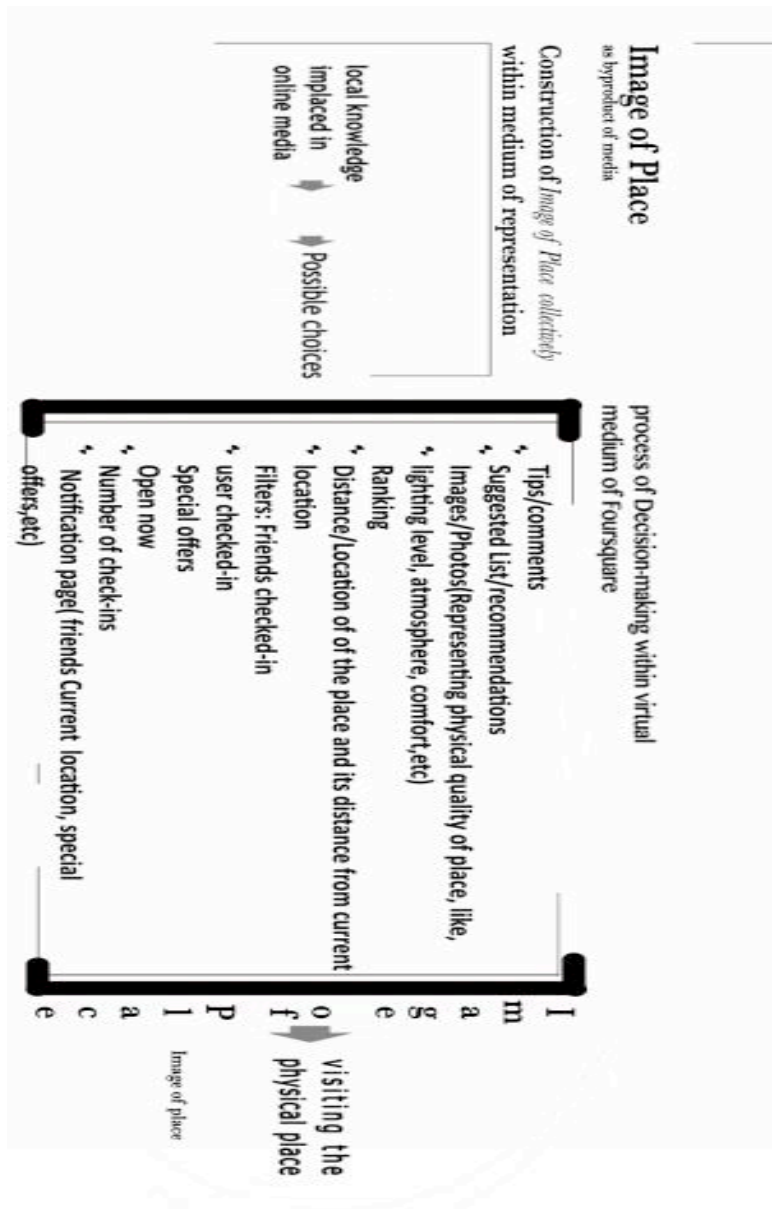 Image of Place
as byproduct of media
Construction of Image of Place collectively
within medium of representation
local knowledge
implaced in
online media
Possible choices
process of Decision-making within virtual
medium of Foursquare
Tips/comments
Suggested List/recommendations
Images/Photos(Representing physical quality of place, like,
lighting level, atmosphere, comfort,etc)
Ranking
Distance/Location of of the place and its distance from current
location
Filters: Friends checked-in
user checked-in
Special offers
Open now
Number of check-ins
Notification page( friends Current location, special
offers,etc)
I
m
a
g
e
o
f
P
l
a
c
e
visiting the
physical place
Image of place